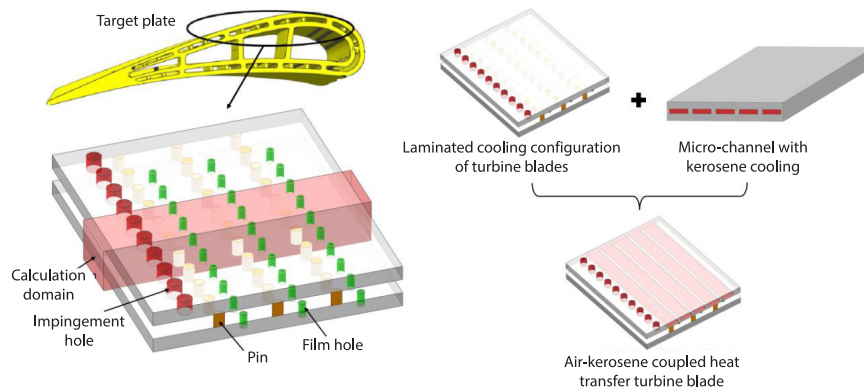 Target plate
Calculation
domain
Impingement
hole
Pin
Film hole
Laminated cooling configuration
of turbine blades
+
Micro-channel with
kerosene cooling
Air-kerosene coupled heat
transfer turbine blade